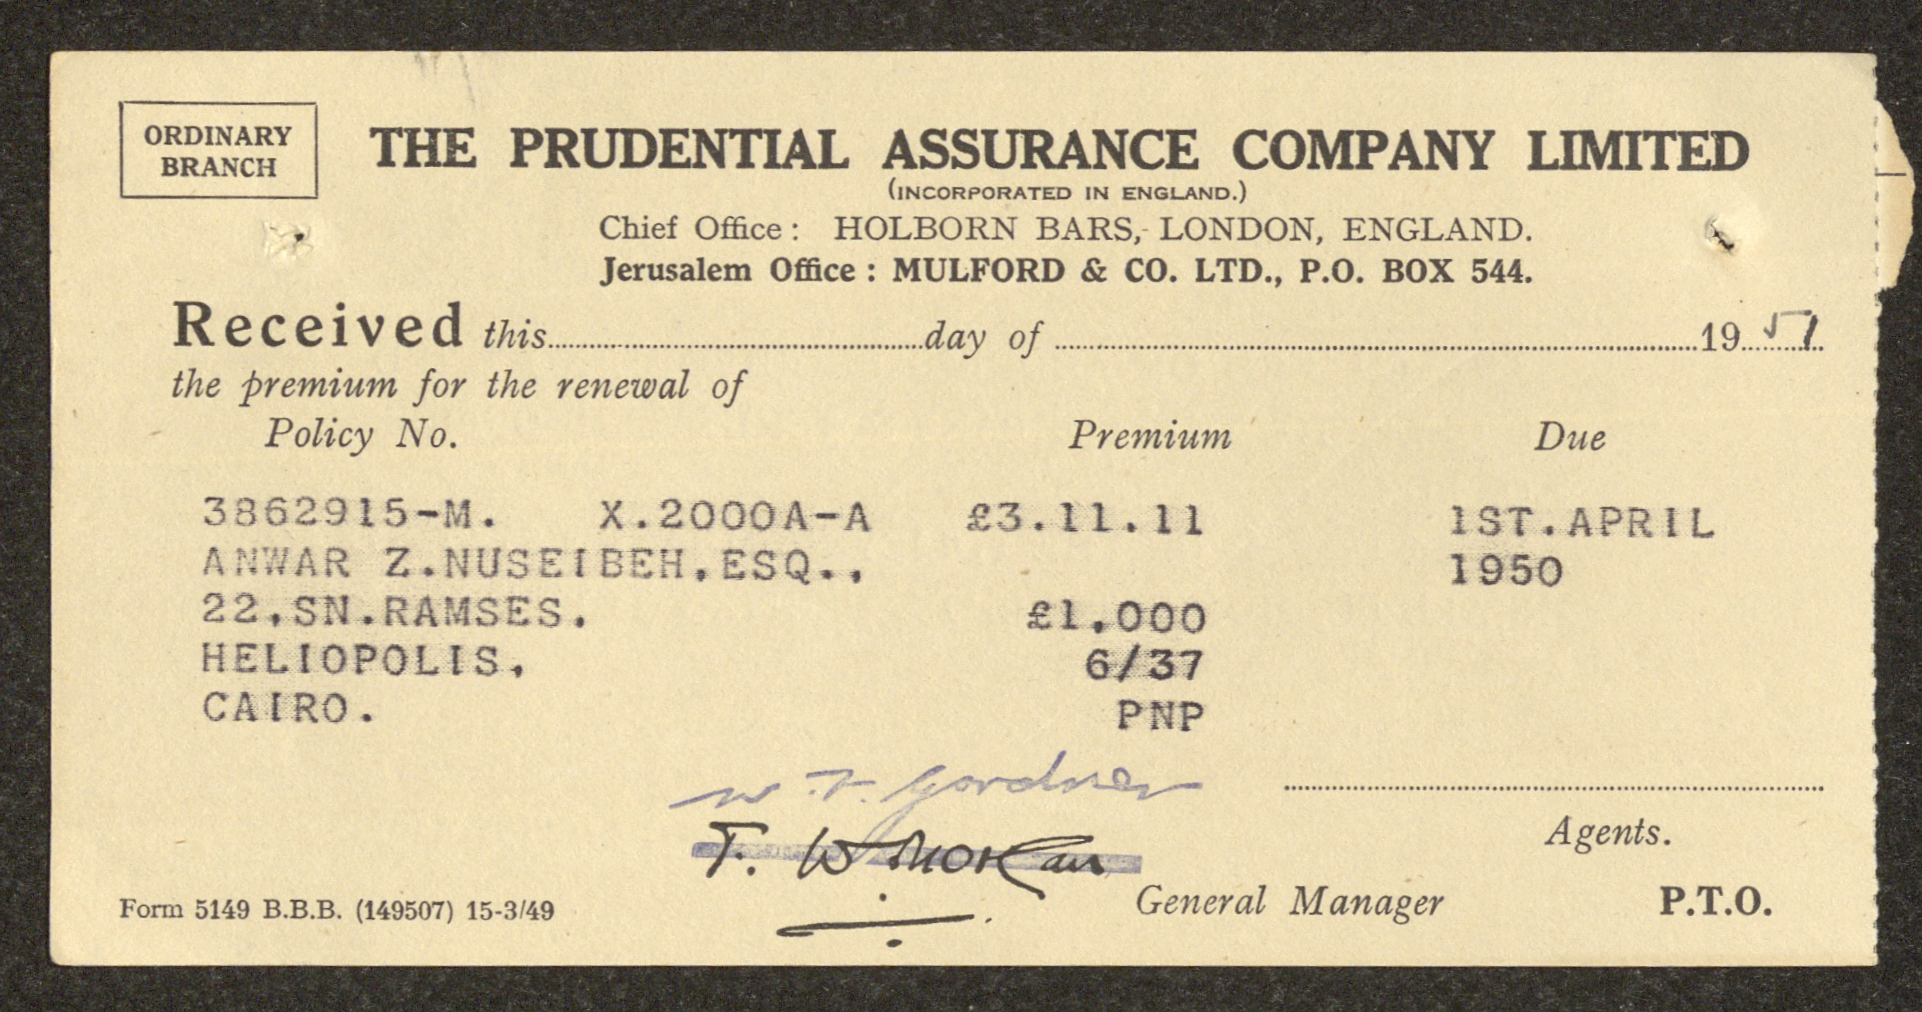 ORDINARY
BRANCH
THE PRUDENTIAL ASSURANCE COMPANY LIMITED
(INCORPORATED IN ENGLAND.)
Chief Office : HOLBORN BARS, LONDON, ENGLAND.
Jerusalem Office : MULFORD & CO. LTD., P.O. BOX 544.
Received this..............day of ..............19 51
the premium for the renewal of
Policy No. Premium Due
3862915-M. X.2000A-A £3.11.11 1ST.APRIL
ANWAR Z.NUSEIBEH,ESQ., 1950
22,SN.RAMSES. £1,000
HELIOPOLIS, 6/37
CAIRO. PNP
W. F. Gardner
F. W. Morgan
Agents.
General Manager P.T.O.
Form 5149 B.B.B. (149507) 15-3/49